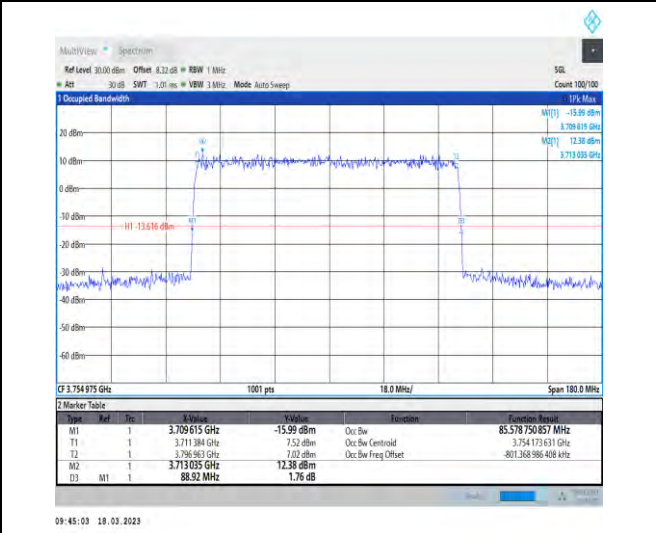 MultiView Spectrum
Ref Level 30.00 dBm Offset 8.32 dB RBW 1 MHz SGL
Att 30 dB SWT 1.01 ms VBW 3 MHz Mode Auto Sweep Count 100/100
1 Occupied Bandwidth 1Pk Max
M1[1] -15.99 dBm
3.709 615 GHz
20 dBm
M2[1] 12.38 dBm
3.713 035 GHz
M2
T1
T2
10 dBm
0 dBm
-10 dBm
M1
D3
H1 -13.616 dBm
-20 dBm
-30 dBm
-40 dBm
-50 dBm
-60 dBm
CF 3.754 975 GHz 1001 pts 18.0 MHz/ Span 180.0 MHz
2 Marker Table
Type Ref Trc X-Value Y-Value Function Function Result
M1 1 3.709 615 GHz -15.99 dBm Occ Bw 85.578 750 857 MHz
T1 1 3.711 384 GHz 7.52 dBm Occ Bw Centroid 3.754 173 631 GHz
T2 1 3.796 963 GHz 7.02 dBm Occ Bw Freq Offset -801.368 986 408 kHz
M2 1 3.713 035 GHz 12.38 dBm
D3 M1 1 88.92 MHz 1.76 dB
09:45:03 18.03.2023